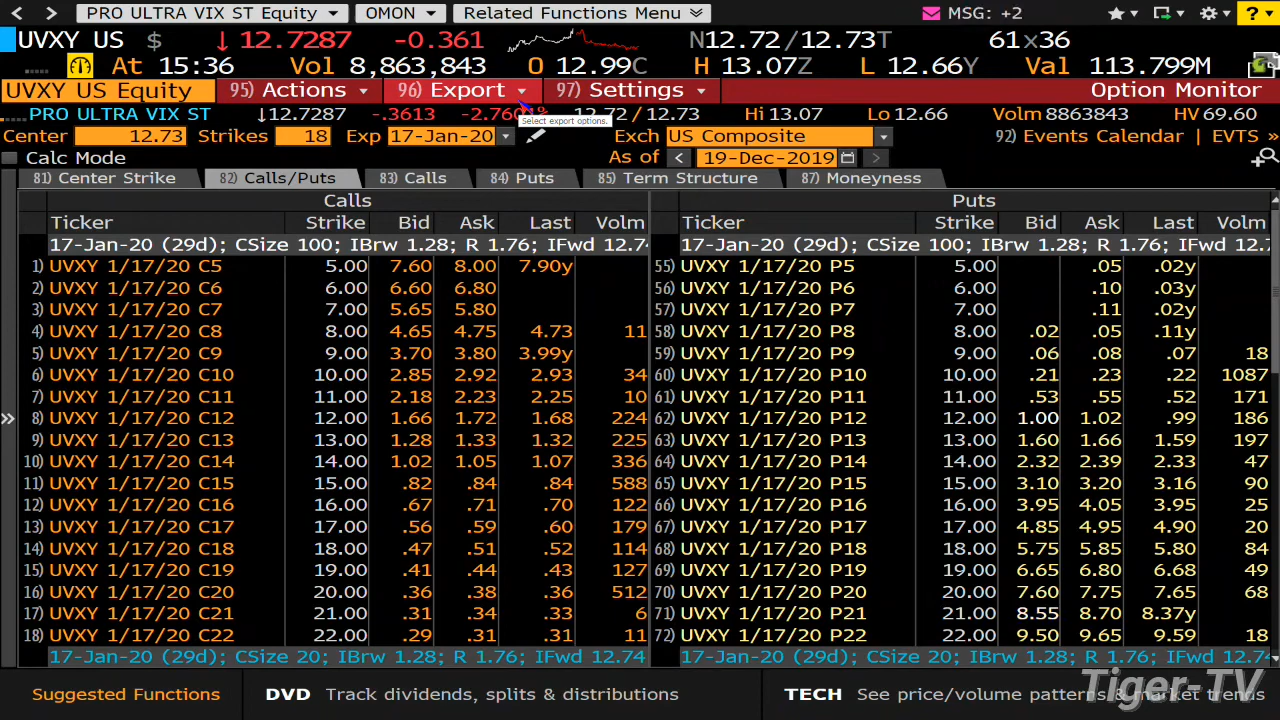 PRO ULTRA VIX ST Equity OMON Related Functions Menu MSG: +2
UVXY US $ ↓ 12.7287 -0.361 N12.72 / 12.73T 61x36
At 15:36 Vol 8,863,843 O 12.99C H 13.07Z L 12.66Y Val 113.799M
UVXY US Equity 95) Actions 96) Export 97) Settings Option Monitor
PRO ULTRA VIX ST ↓12.7287 -.3613 12.72 / 12.73 Hi 13.07 Lo 12.66 Volm 8863843 HV 69.60
Select export options.
Center 12.73 Strikes 18 Exp 17-Jan-20 Exch US Composite 92) Events Calendar | EVTS »
Calc Mode As of < 19-Dec-2019 >
81) Center Strike 82) Calls/Puts 83) Calls 84) Puts 85) Term Structure 87) Moneyness
Calls Puts
Ticker Strike Bid Ask Last Volm Ticker Strike Bid Ask Last Volm
17-Jan-20 (29d); CSize 100; IBrw 1.28; R 1.76; IFwd 12.74 17-Jan-20 (29d); CSize 100; IBrw 1.28; R 1.76; IFwd 12.7
1) UVXY 1/17/20 C5 5.00 7.60 8.00 7.90y 55) UVXY 1/17/20 P5 5.00 .05 .02y
2) UVXY 1/17/20 C6 6.00 6.60 6.80 56) UVXY 1/17/20 P6 6.00 .10 .03y
3) UVXY 1/17/20 C7 7.00 5.65 5.80 57) UVXY 1/17/20 P7 7.00 .11 .02y
4) UVXY 1/17/20 C8 8.00 4.65 4.75 4.73 11 58) UVXY 1/17/20 P8 8.00 .02 .05 .11y
5) UVXY 1/17/20 C9 9.00 3.70 3.80 3.99y 59) UVXY 1/17/20 P9 9.00 .06 .08 .07 18
6) UVXY 1/17/20 C10 10.00 2.85 2.92 2.93 34 60) UVXY 1/17/20 P10 10.00 .21 .23 .22 1087
7) UVXY 1/17/20 C11 11.00 2.18 2.23 2.25 10 61) UVXY 1/17/20 P11 11.00 .53 .55 .52 171
8) UVXY 1/17/20 C12 12.00 1.66 1.72 1.68 224 62) UVXY 1/17/20 P12 12.00 1.00 1.02 .99 186
9) UVXY 1/17/20 C13 13.00 1.28 1.33 1.32 225 63) UVXY 1/17/20 P13 13.00 1.60 1.66 1.59 197
10) UVXY 1/17/20 C14 14.00 1.02 1.05 1.07 336 64) UVXY 1/17/20 P14 14.00 2.32 2.39 2.33 47
11) UVXY 1/17/20 C15 15.00 .82 .84 .84 588 65) UVXY 1/17/20 P15 15.00 3.10 3.20 3.16 90
12) UVXY 1/17/20 C16 16.00 .67 .71 .70 122 66) UVXY 1/17/20 P16 16.00 3.95 4.05 3.95 25
13) UVXY 1/17/20 C17 17.00 .56 .59 .60 179 67) UVXY 1/17/20 P17 17.00 4.85 4.95 4.90 20
14) UVXY 1/17/20 C18 18.00 .47 .51 .52 114 68) UVXY 1/17/20 P18 18.00 5.75 5.85 5.80 84
15) UVXY 1/17/20 C19 19.00 .41 .44 .43 127 69) UVXY 1/17/20 P19 19.00 6.65 6.80 6.68 49
16) UVXY 1/17/20 C20 20.00 .36 .38 .36 512 70) UVXY 1/17/20 P20 20.00 7.60 7.75 7.65 68
17) UVXY 1/17/20 C21 21.00 .31 .34 .33 6 71) UVXY 1/17/20 P21 21.00 8.55 8.70 8.37y
18) UVXY 1/17/20 C22 22.00 .29 .31 .31 11 72) UVXY 1/17/20 P22 22.00 9.50 9.65 9.59 18
17-Jan-20 (29d); CSize 20; IBrw 1.28; R 1.76; IFwd 12.74 17-Jan-20 (29d); CSize 20; IBrw 1.28; R 1.76; IFwd 12.74
Suggested Functions DVD Track dividends, splits & distributions TECH See price/volume patterns & market trends
Tiger-TV